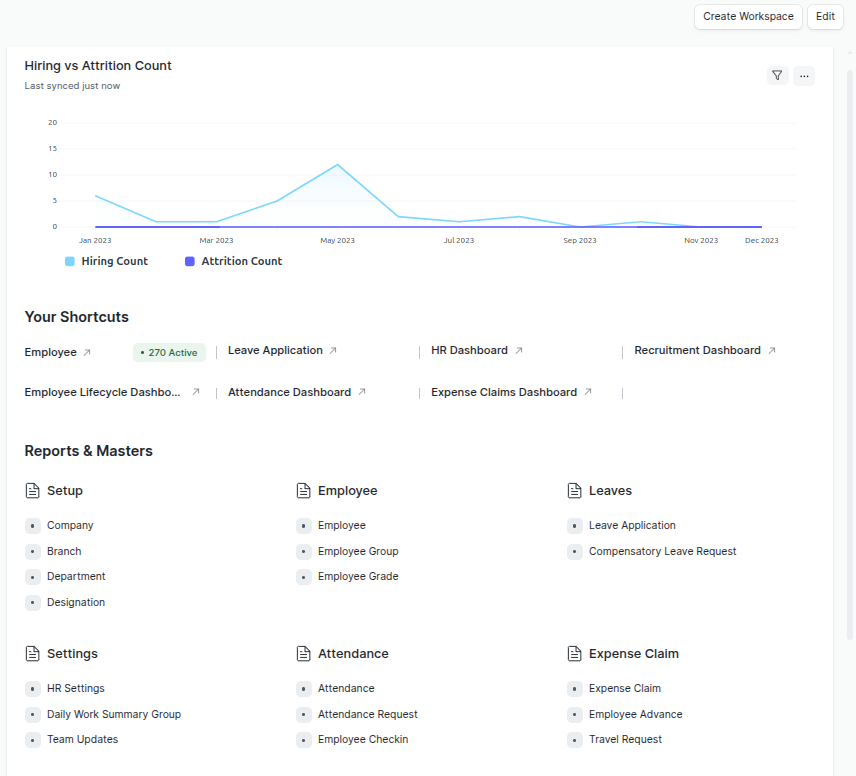 Create Workspace
Edit
Hiring vs Attrition Count
Last synced just now
20
15
10
5
0
Jan 2023
Mar 2023
May 2023
Jul 2023
Sep 2023
Nov 2023
Dec 2023
Hiring Count
Attrition Count
Your Shortcuts
Employee
270 Active
Leave Application
HR Dashboard
Recruitment Dashboard
Employee Lifecycle Dashbo...
Attendance Dashboard
Expense Claims Dashboard
Reports & Masters
Setup
Company
Branch
Department
Designation
Employee
Employee
Employee Group
Employee Grade
Leaves
Leave Application
Compensatory Leave Request
Settings
HR Settings
Daily Work Summary Group
Team Updates
Attendance
Attendance
Attendance Request
Employee Checkin
Expense Claim
Expense Claim
Employee Advance
Travel Request